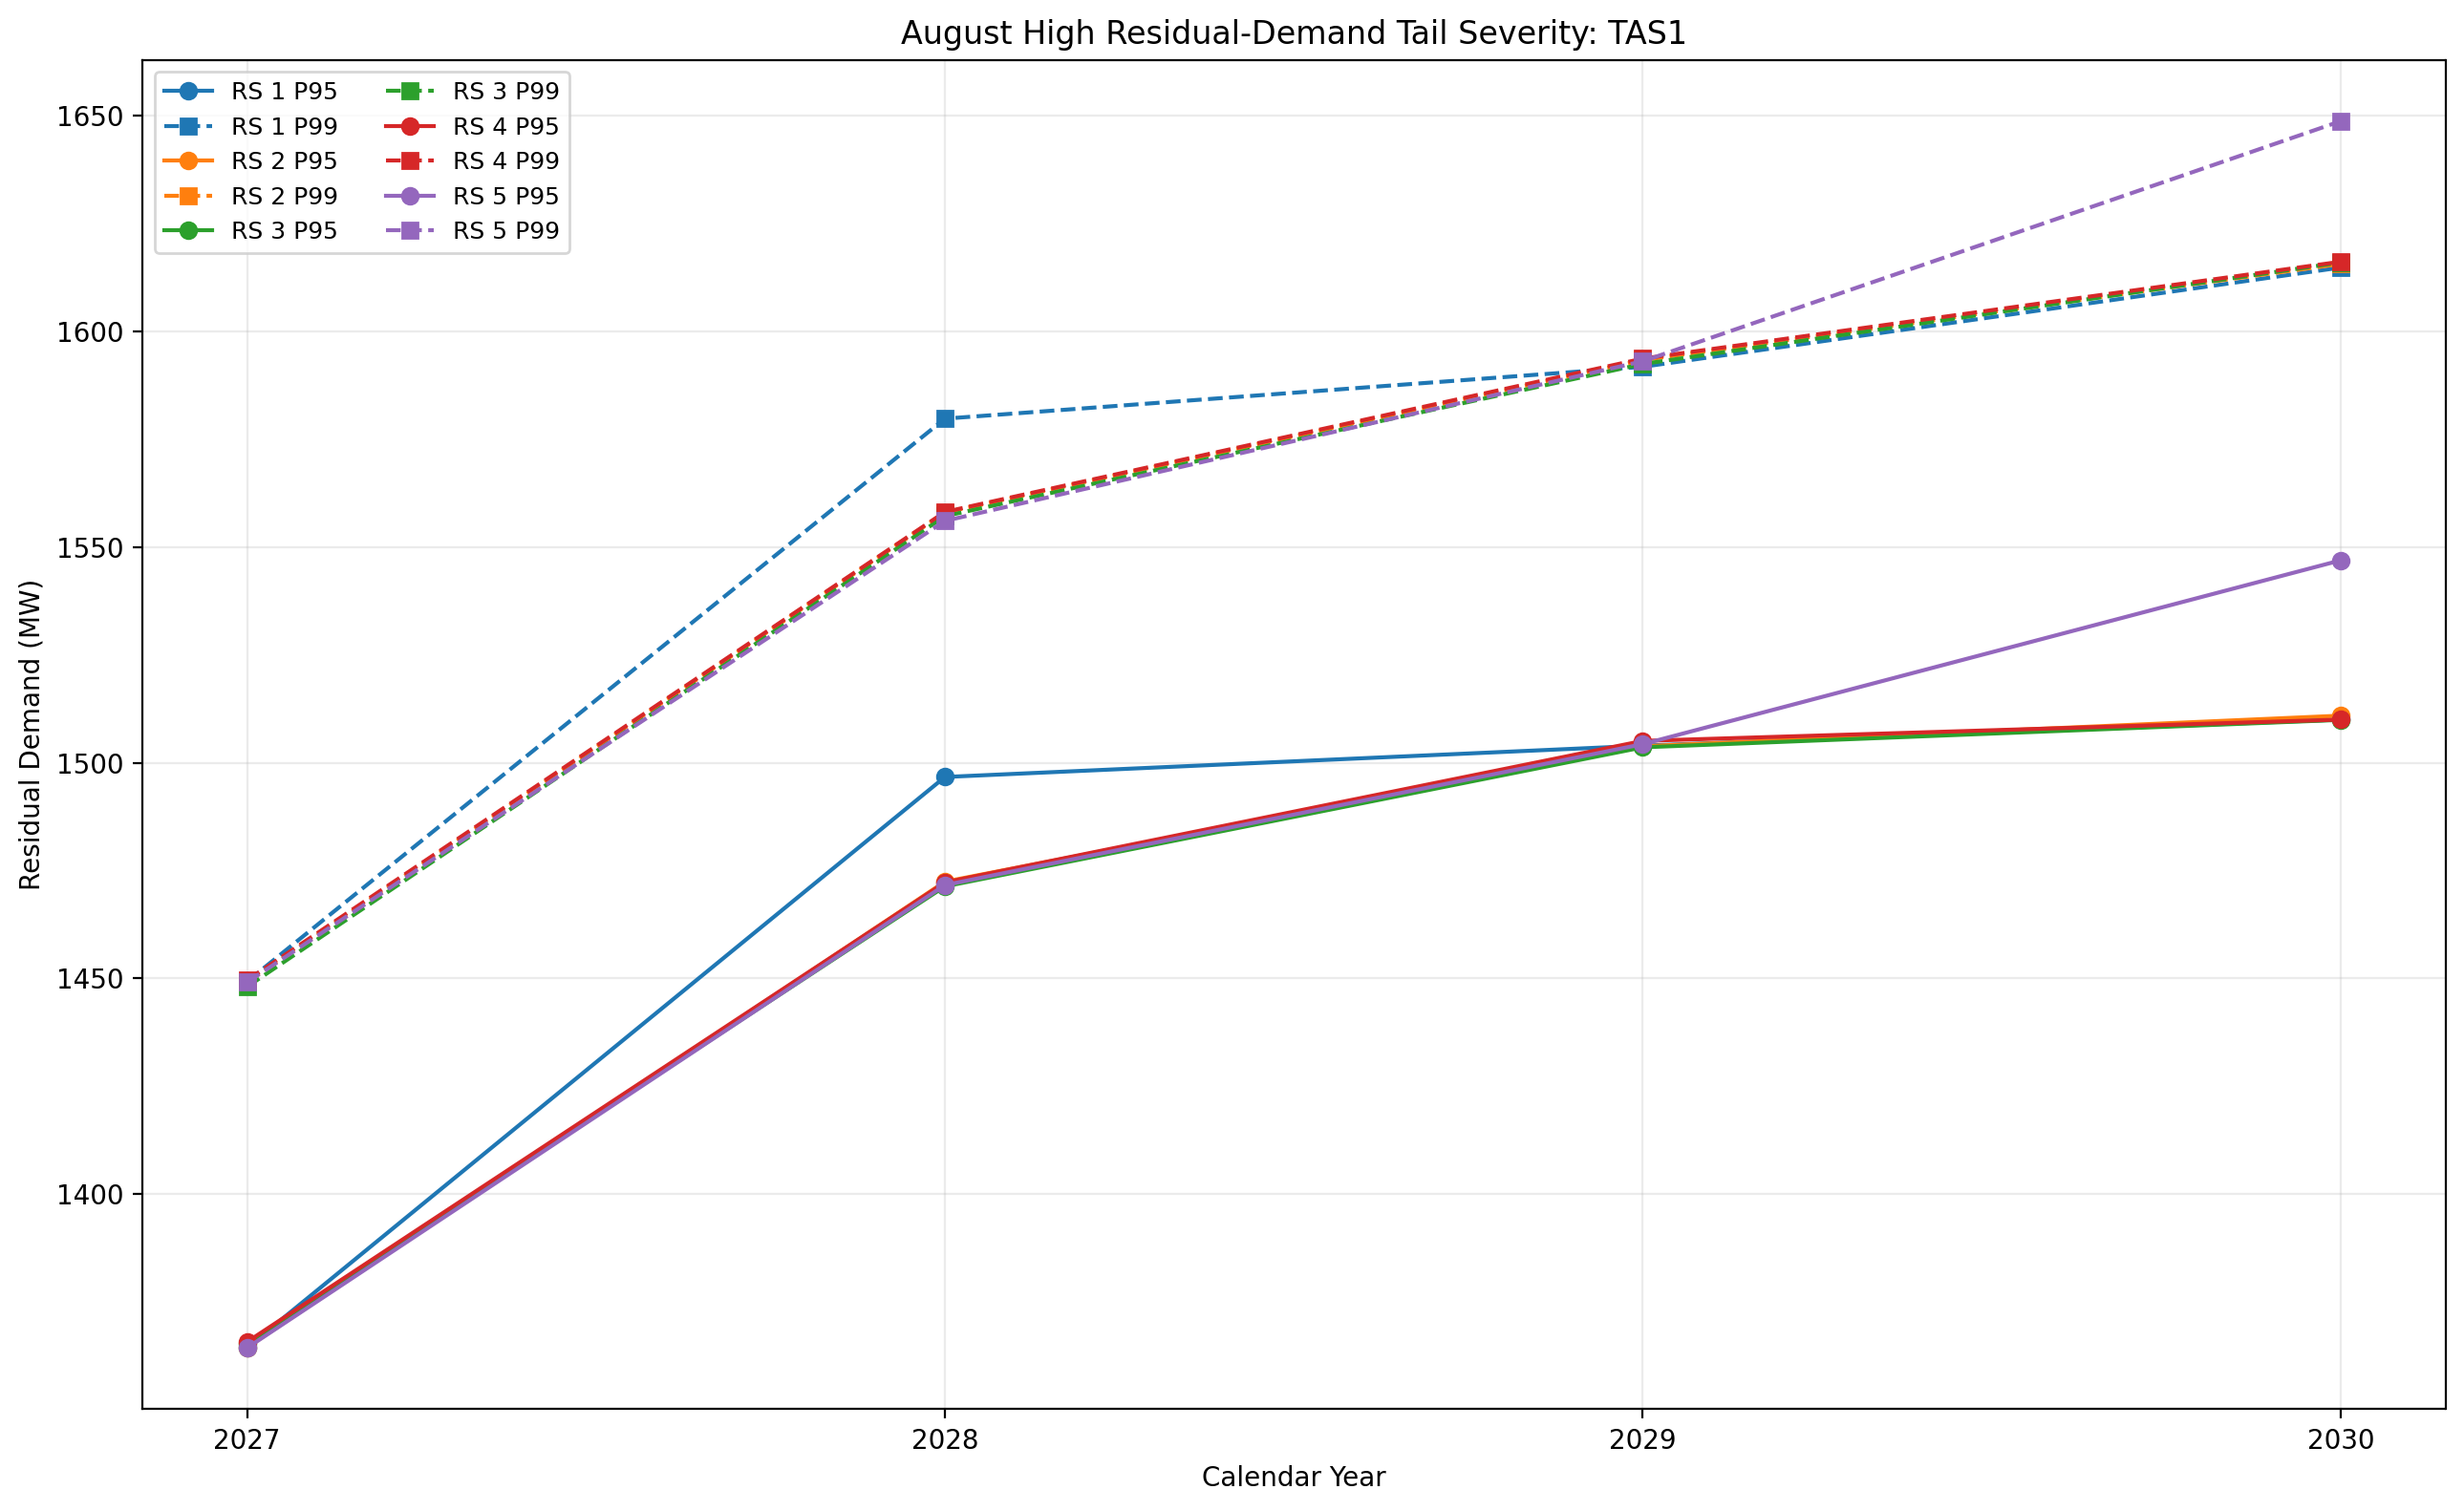 August High Residual-Demand Tail Severity: TAS1
RS 1 P95
RS 1 P99
RS 2 P95
RS 2 P99
RS 3 P95
RS 3 P99
RS 4 P95
RS 4 P99
RS 5 P95
RS 5 P99
Residual Demand (MW)
1650
1600
1550
1500
1450
1400
2027 2028 2029 2030
Calendar Year